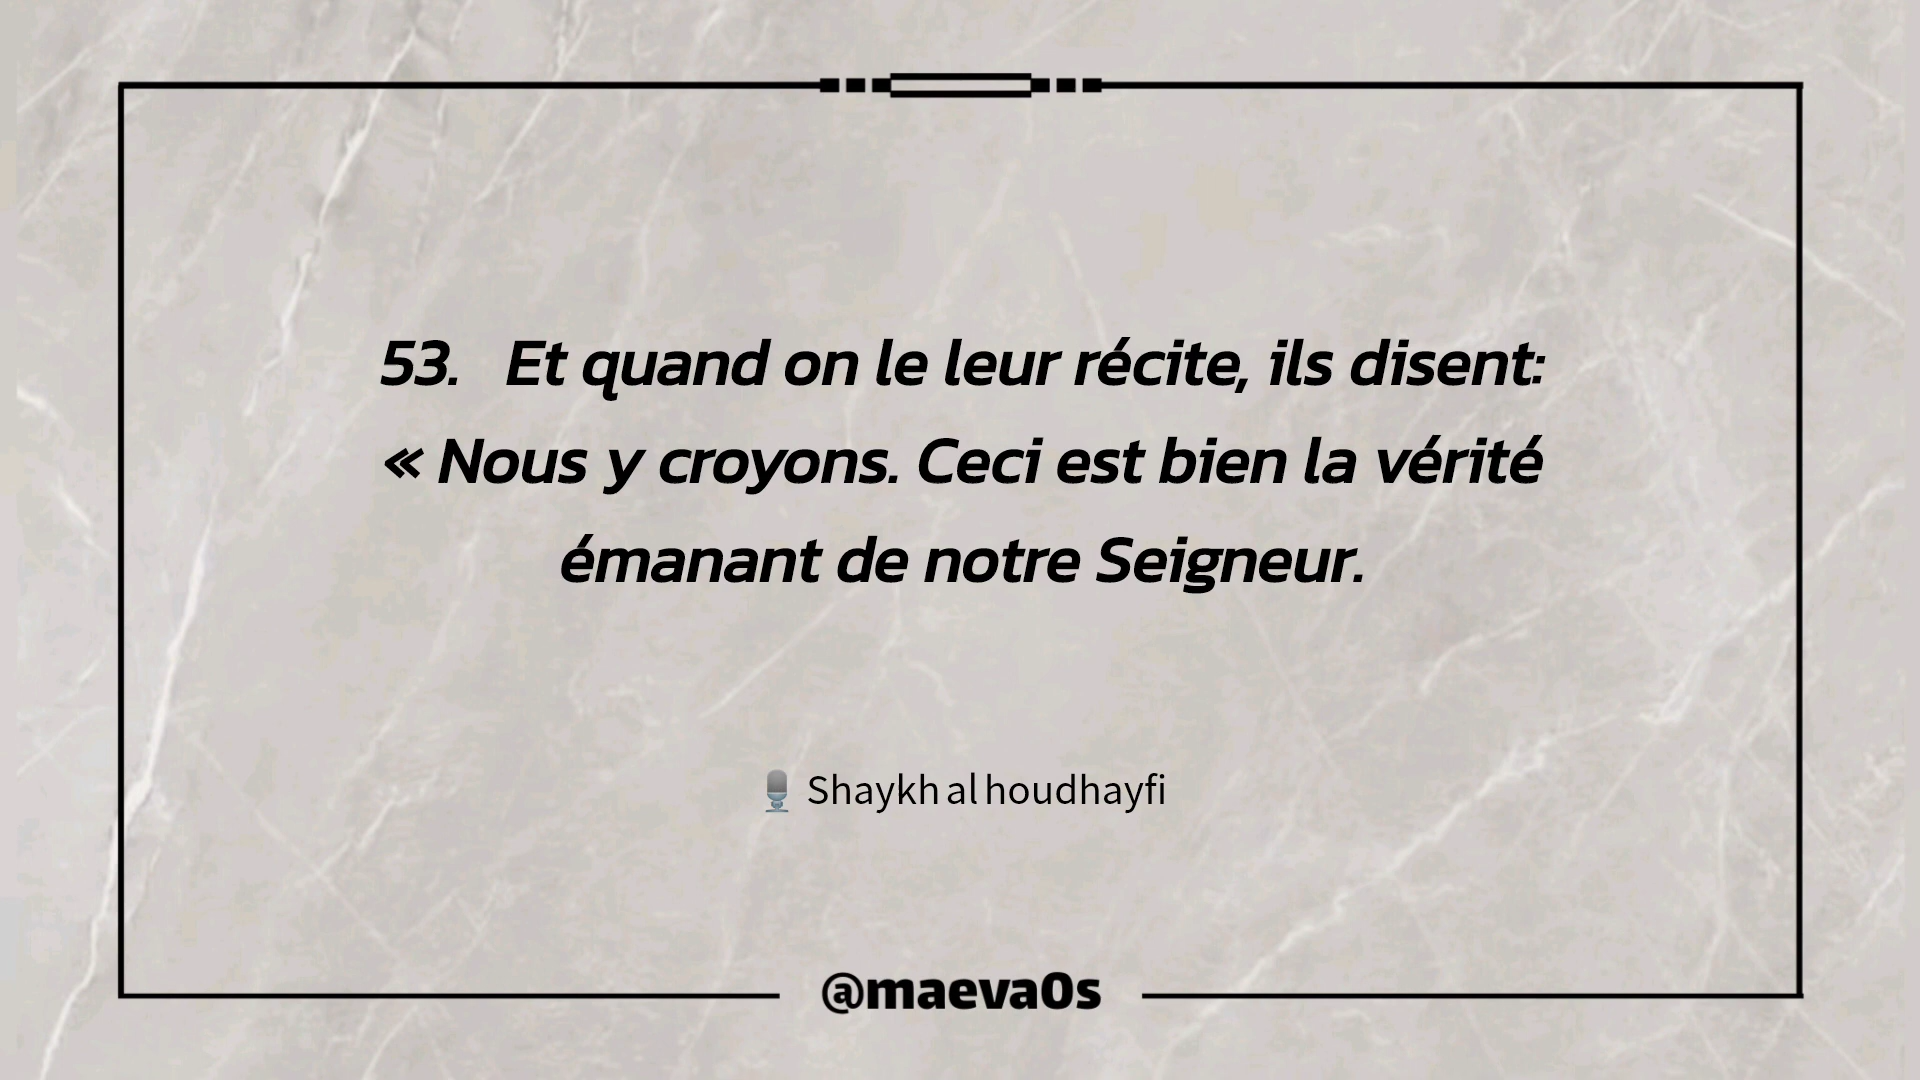 53. Et quand on le leur récite, ils disent:
« Nous y croyons. Ceci est bien la vérité
émanant de notre Seigneur.
🎙️ Shaykh al houdhayfi
@maeva0s